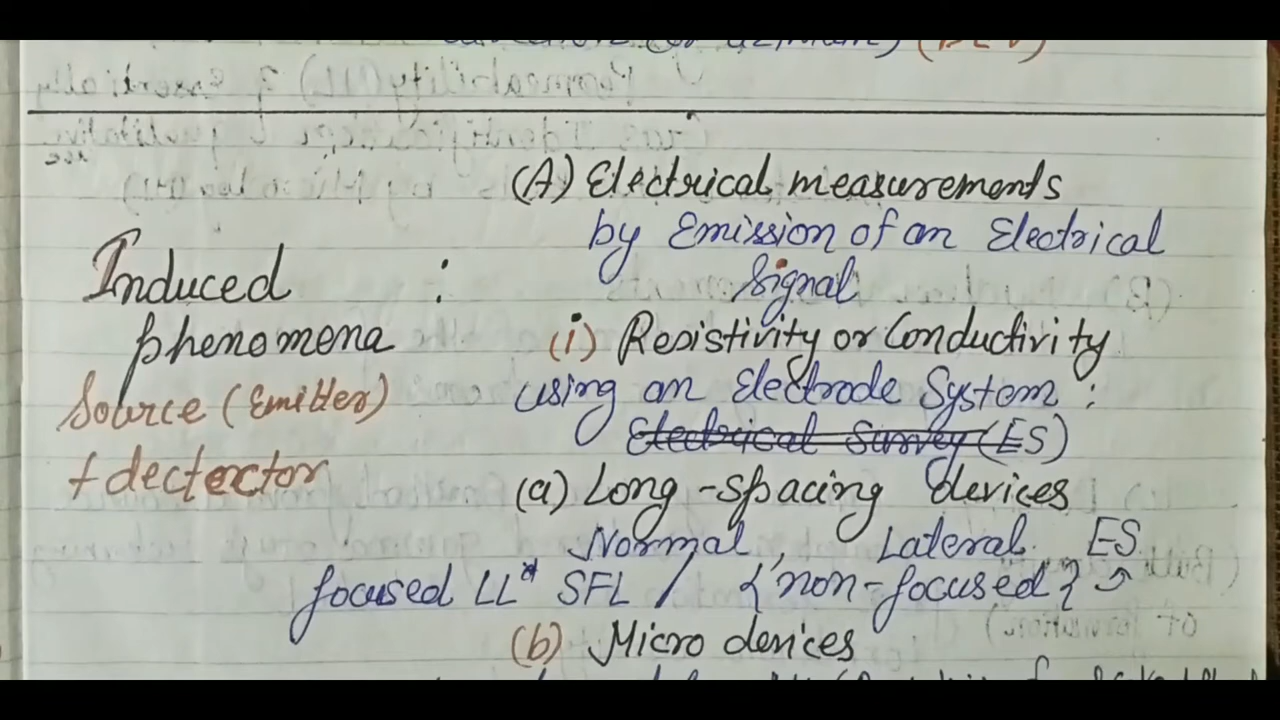 (A) Electrical measurements
by Emission of an Electrical
Signal
Induced :
phenomena
Source (Emitter)
+ dectector
(i) Resistivity or Conductivity
using an Electrode System :
Electrical Survey (ES)
(a) Long-spacing devices
Normal, Lateral ES
focused LL* SFL / {non-focused}
(b) Micro devices